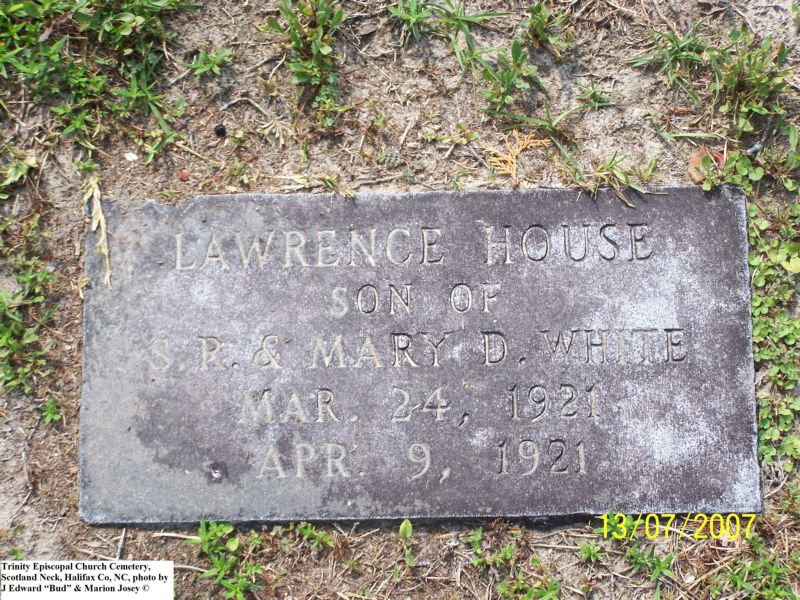 LAWRENCE HOUSE
SON OF
S. R. & MARY D. WHITE
MAR. 24, 1921
APR. 9, 1921
13/07/2007
Trinity Episcopal Church Cemetery,
Scotland Neck, Halifax Co, NC, photo by
J Edward “Bud” & Marion Josey ©